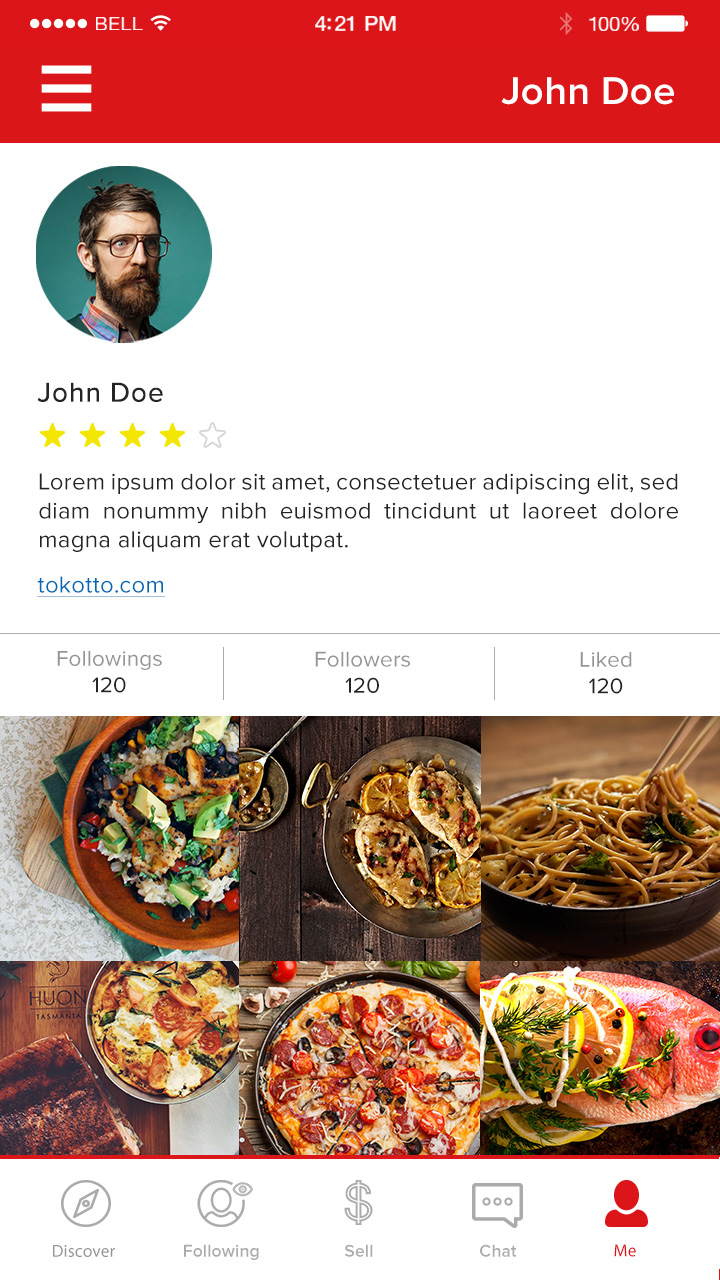 BELL
4:21 PM
100%
John Doe
John Doe
Lorem ipsum dolor sit amet, consectetuer adipiscing elit, sed
diam nonummy nibh euismod tincidunt ut laoreet dolore
magna aliquam erat volutpat.
tokotto.com
Followings
120
Followers
120
Liked
120
HUON
TASMANIA
Discover
Following
Sell
Chat
Me